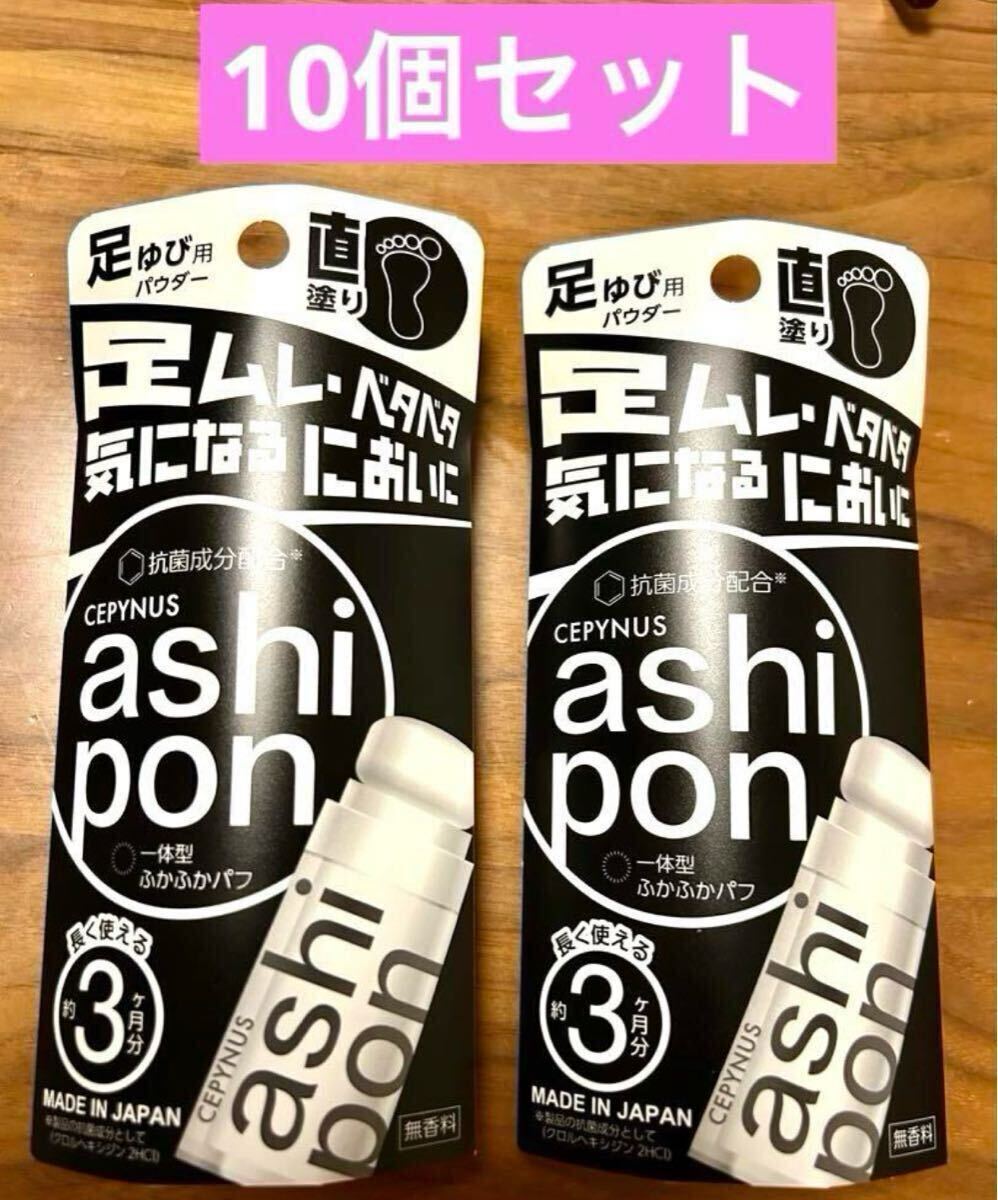 10個セット
足ゆび用
パウダー
直
塗り
足ムレ・ベタベタ
気になるにおいに
抗菌成分配合※
CEPYNUS
ashi
pon
一体型
ふかふかパフ
長く使える
約3ヶ月分
MADE IN JAPAN
※製品の抗菌成分として
(クロルヘキシジン2HCl)
CEPYNUS
ashi
pon
無香料
足ゆび用
パウダー
直
塗り
足ムレ・ベタベタ
気になるにおいに
抗菌成分配合※
CEPYNUS
ashi
pon
一体型
ふかふかパフ
長く使える
約3ヶ月分
MADE IN JAPAN
※製品の抗菌成分として
(クロルヘキシジン2HCl)
CEPYNUS
ashi
pon
無香料